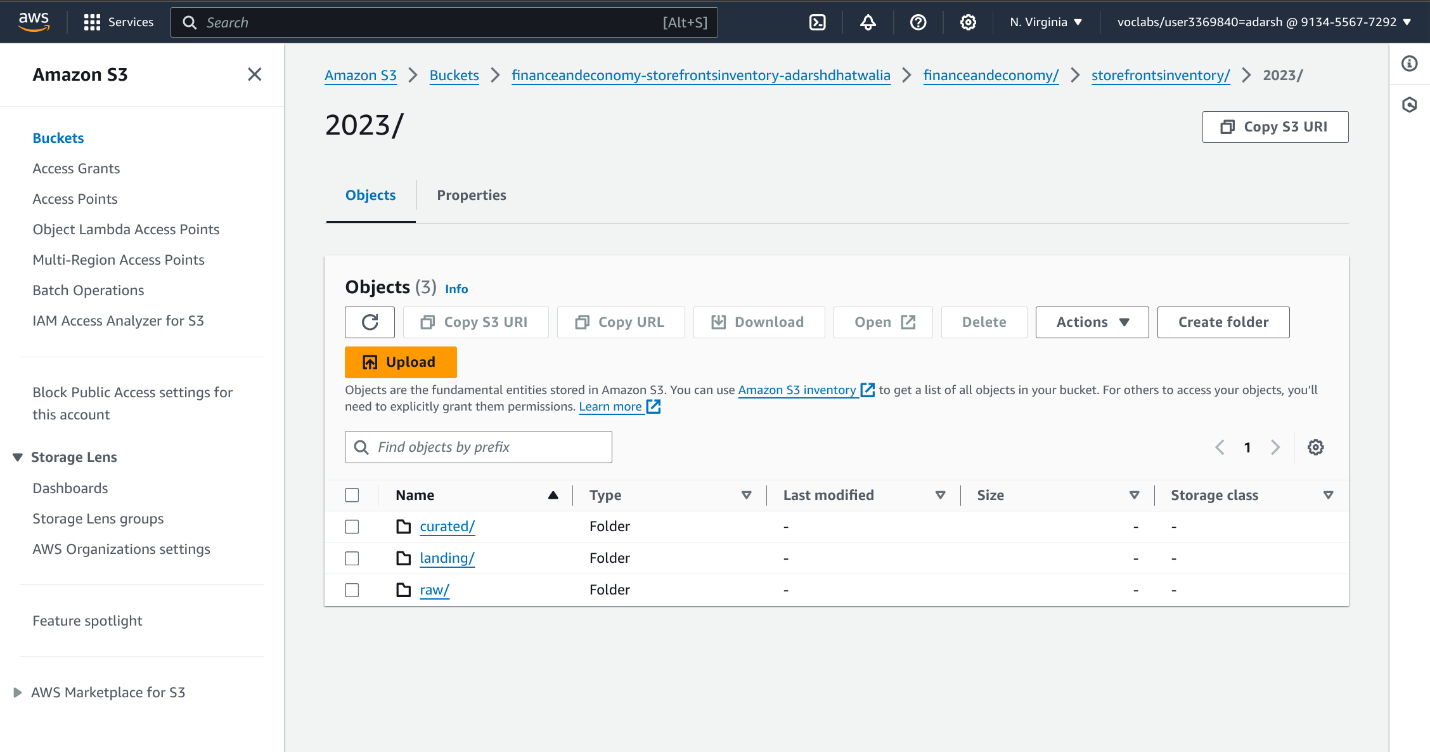 aws
Services
Search
[Alt+S]
N. Virginia
voclabs/user3369840=adarsh @ 9134-5567-7292
Amazon S3
Buckets
Access Grants
Access Points
Object Lambda Access Points
Multi-Region Access Points
Batch Operations
IAM Access Analyzer for S3
Block Public Access settings for
this account
Storage Lens
Dashboards
Storage Lens groups
AWS Organizations settings
Feature spotlight
AWS Marketplace for S3
Amazon S3 > Buckets > financeandeconomy-storefrontsinventory-adarshdhatwalia > financeandeconomy/ > storefrontsinventory/ > 2023/
2023/
Copy S3 URI
Objects
Properties
Objects (3) Info
Copy S3 URI
Copy URL
Download
Open
Delete
Actions
Create folder
Upload
Objects are the fundamental entities stored in Amazon S3. You can use Amazon S3 inventory to get a list of all objects in your bucket. For others to access your objects, you'll
need to explicitly grant them permissions. Learn more
Find objects by prefix
1
Name Type Last modified Size Storage class
curated/ Folder - - -
landing/ Folder - - -
raw/ Folder - - -